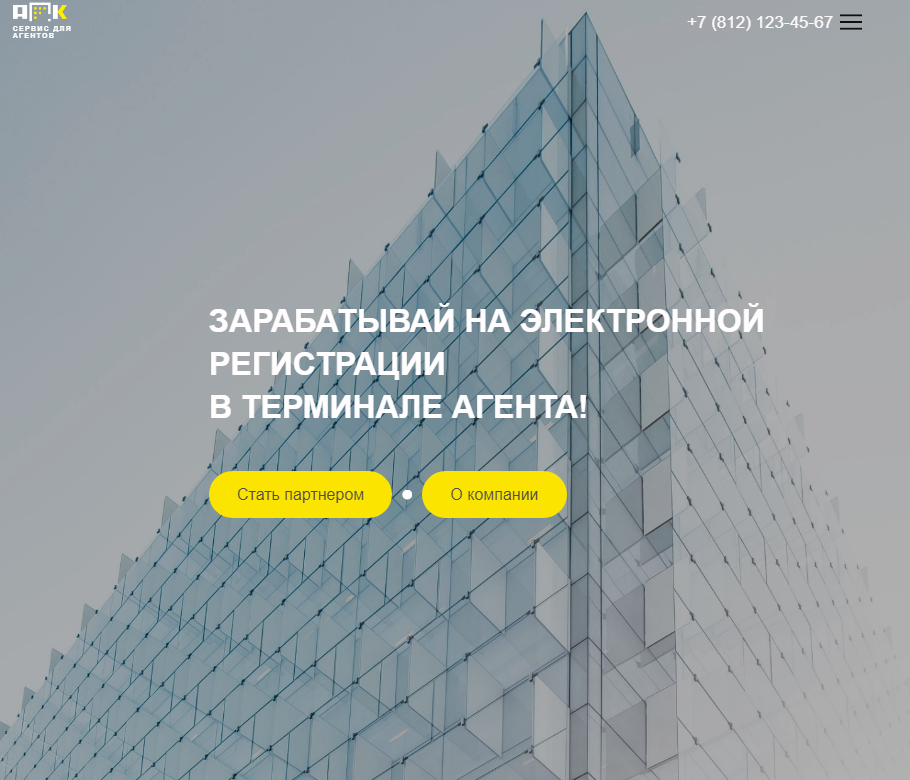 АПК
СЕРВИС ДЛЯ
АГЕНТОВ
+7 (812) 123-45-67
ЗАРАБАТЫВАЙ НА ЭЛЕКТРОННОЙ
РЕГИСТРАЦИИ
В ТЕРМИНАЛЕ АГЕНТА!
Стать партнером
О компании